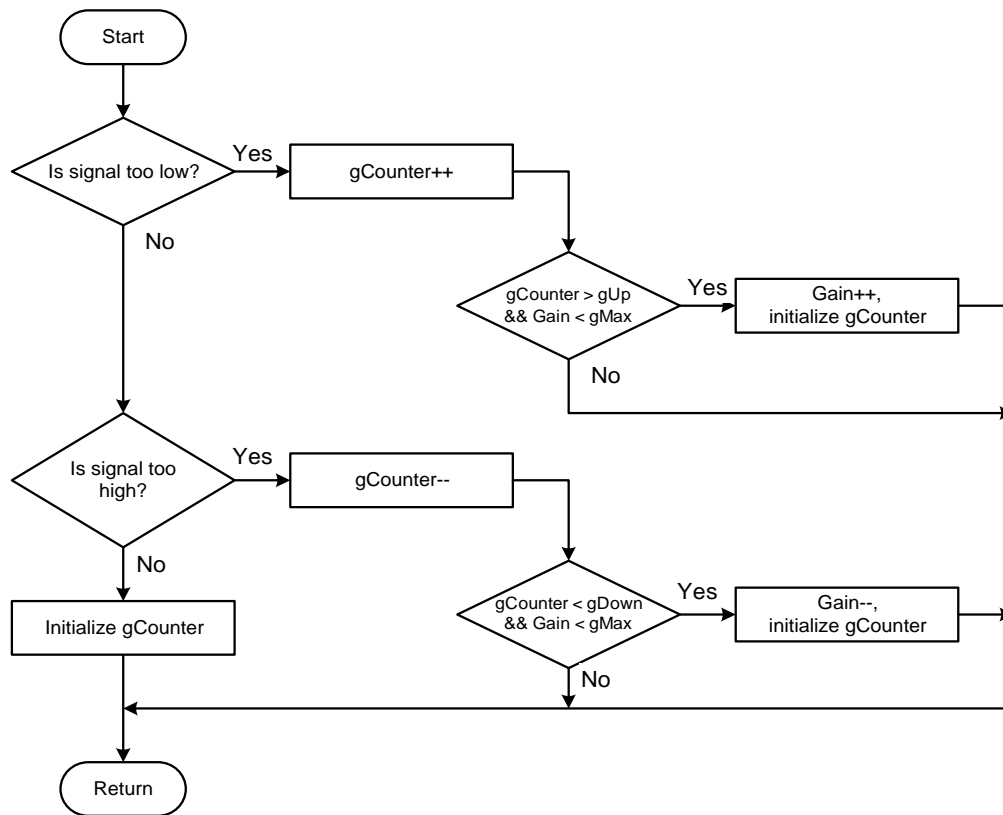 Start
Is signal too low?
Yes
gCounter++
No
gCounter > gUp
&& Gain < gMax
Yes
Gain++,
initialize gCounter
No
Is signal too
high?
Yes
gCounter--
No
gCounter < gDown
&& Gain < gMax
Yes
Gain--,
initialize gCounter
No
Initialize gCounter
Return